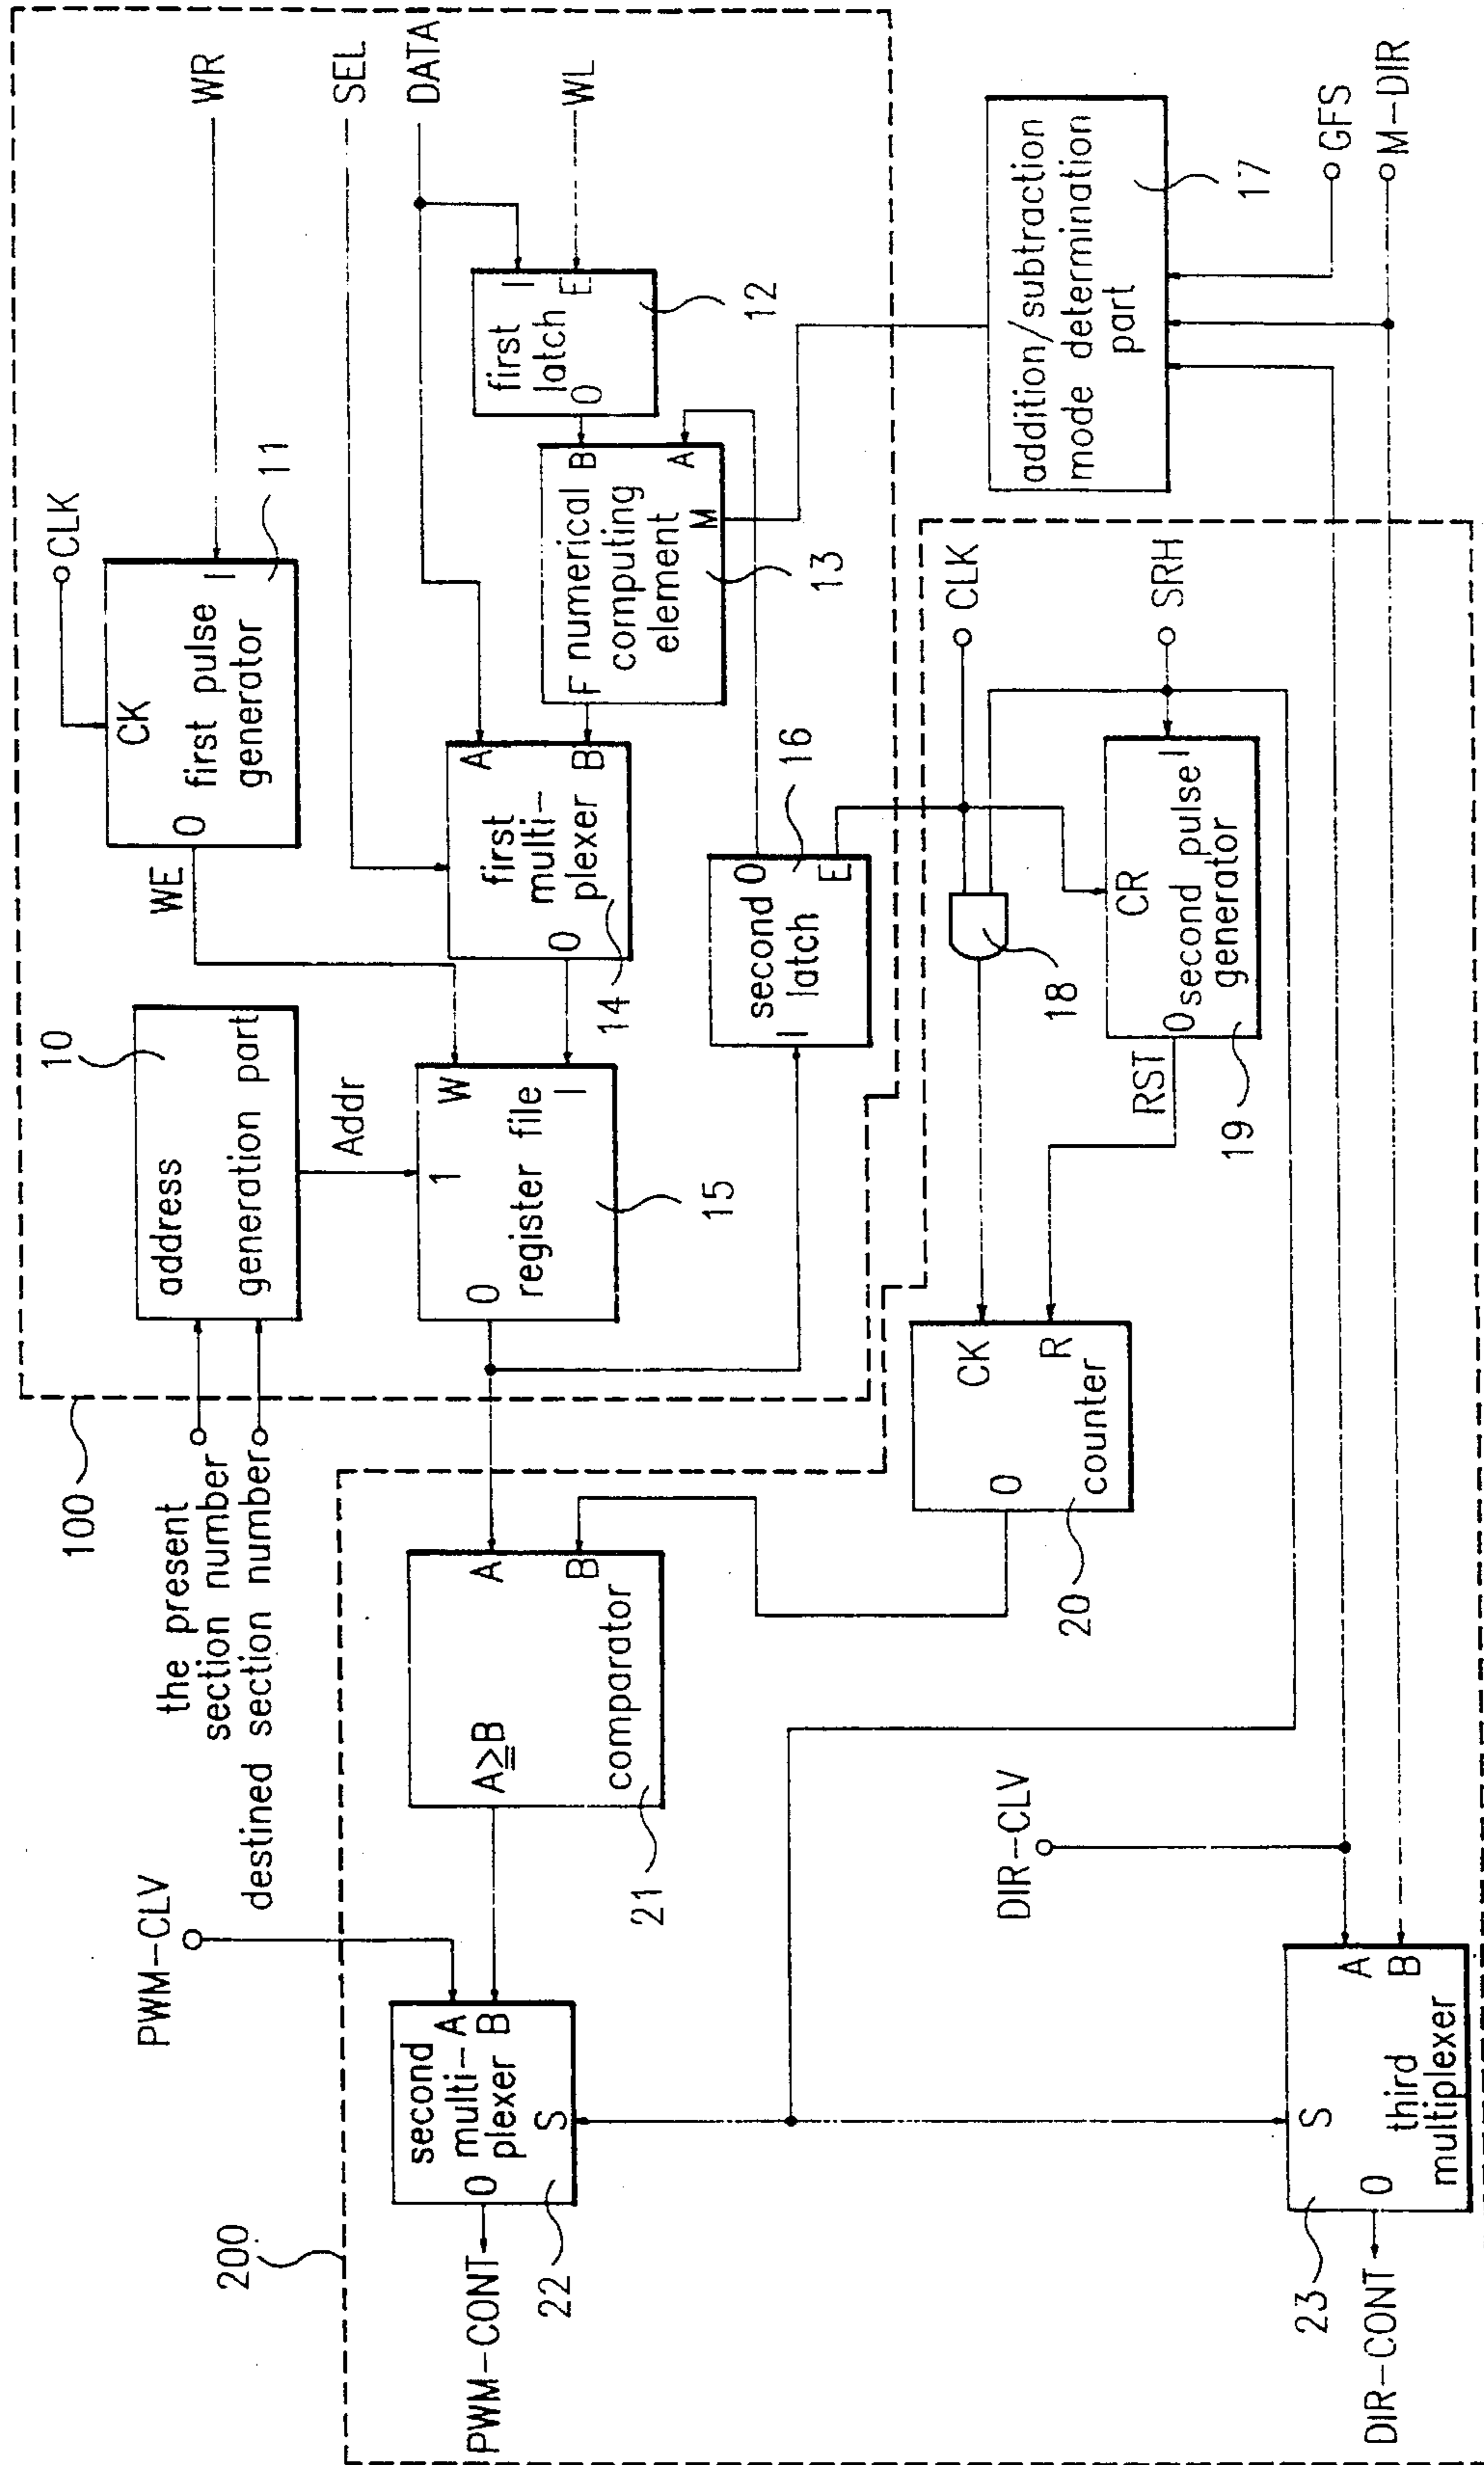 100
the present
section number
destined section number
10
address
generation part
Addr
CLK
CK
O first pulse
generator
I
11
WR
WE
SEL
DATA
WL
W
1
I
O
register file
15
A
B
first
multi-
plexer
O
14
F numerical B
computing
element
A
M
13
first
latch
I
E
O
12
second O
latch
I
E
16
addition/subtraction
mode determination
part
17
GFS
M-DIR
200
PWM-CLV
second
multi-
plexer
A
B
S
O
22
PWM-CONT
A
B
A≧B
comparator
21
CK
R
O
counter
20
CLK
18
SRH
CR
I
O second pulse
generator
19
RST
DIR-CLV
A
B
S
O
third
multiplexer
23
DIR-CONT